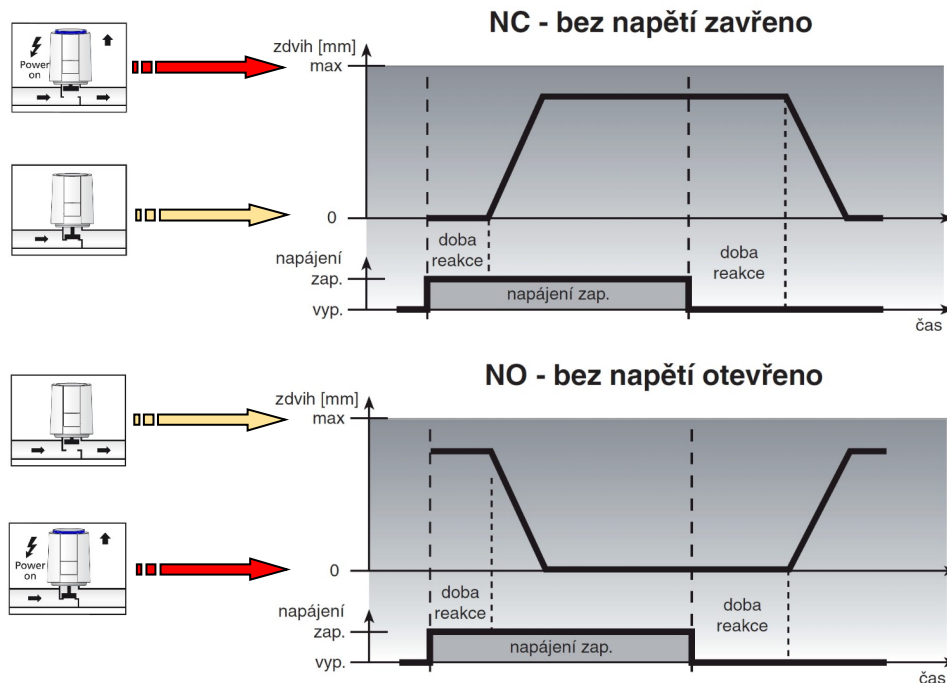 NC - bez napětí zavřeno
zdvih [mm]
max
Power
on
0
doba
reakce
doba
reakce
napájení
zap.
napájení zap.
vyp.
čas
NO - bez napětí otevřeno
zdvih [mm]
max
Power
on
0
doba
reakce
doba
reakce
napájení
zap.
napájení zap.
vyp.
čas